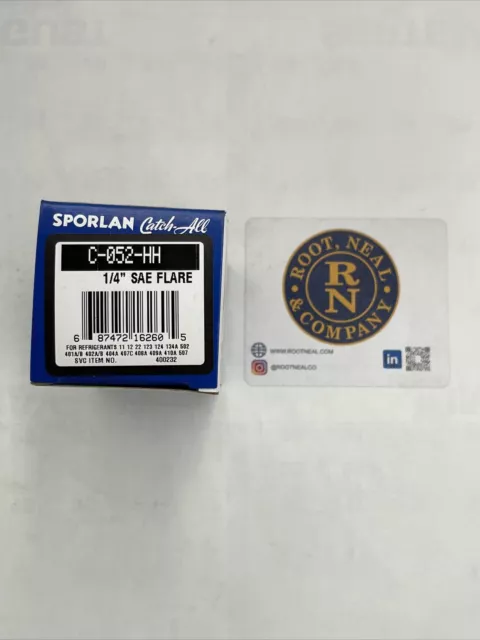 SPORLAN Catch-All
C-052-HH
1/4" SAE FLARE
6 87472 16260 5
FOR REFRIGERANTS 11 12 22 123 124 134A 502
401A/B 402A/B 404A 407C 408A 409A 410A 507
SVC ITEM NO. 400232
ROOT, NEAL
& COMPANY
RN
WWW.ROOTNEAL.COM
@ROOTNEALCO
in